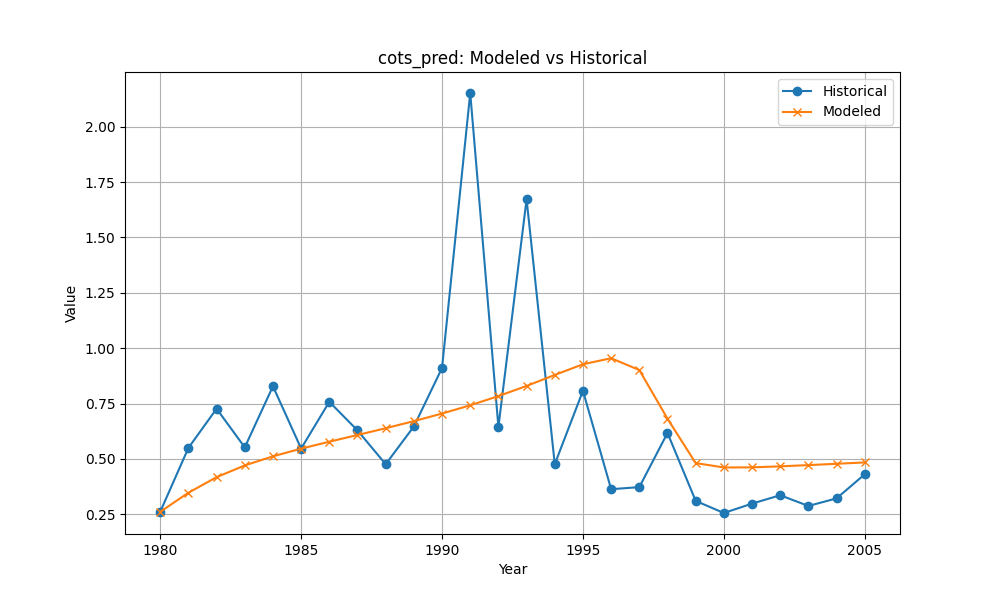 cots_pred: Modeled vs Historical
Historical
Modeled
Value
2.00
1.75
1.50
1.25
1.00
0.75
0.50
0.25
1980 1985 1990 1995 2000 2005
Year